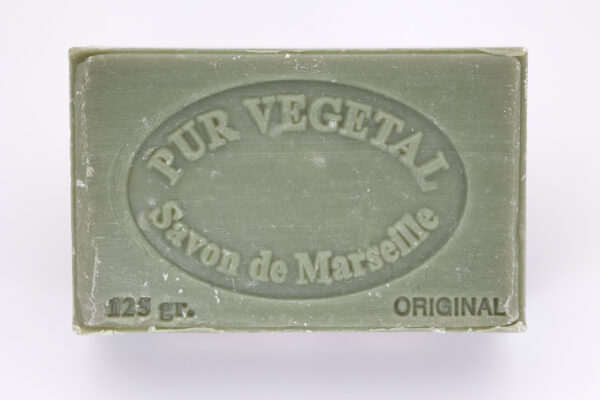 PUR VEGETAL
Savon de Marseille
125 gr.
ORIGINAL